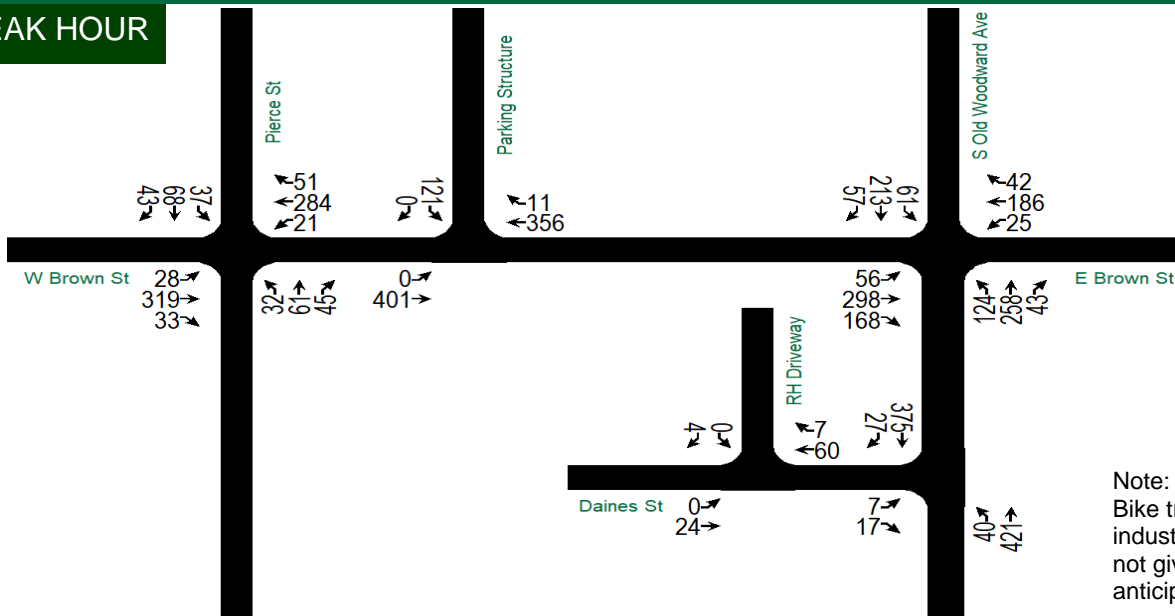 EAK HOUR
Pierce St
Parking Structure
S Old Woodward Ave
43 68 37
51
284
21
0 121
11
356
57 213 61
42
186
25
W Brown St
28
319
33
32 61 45
0
401
56
298
168
124 258 43
E Brown St
RH Driveway
4 0
7
60
27 375
Daines St
0
24
7
17
40 421
Note:
Bike tr
indust
not giv
anticip